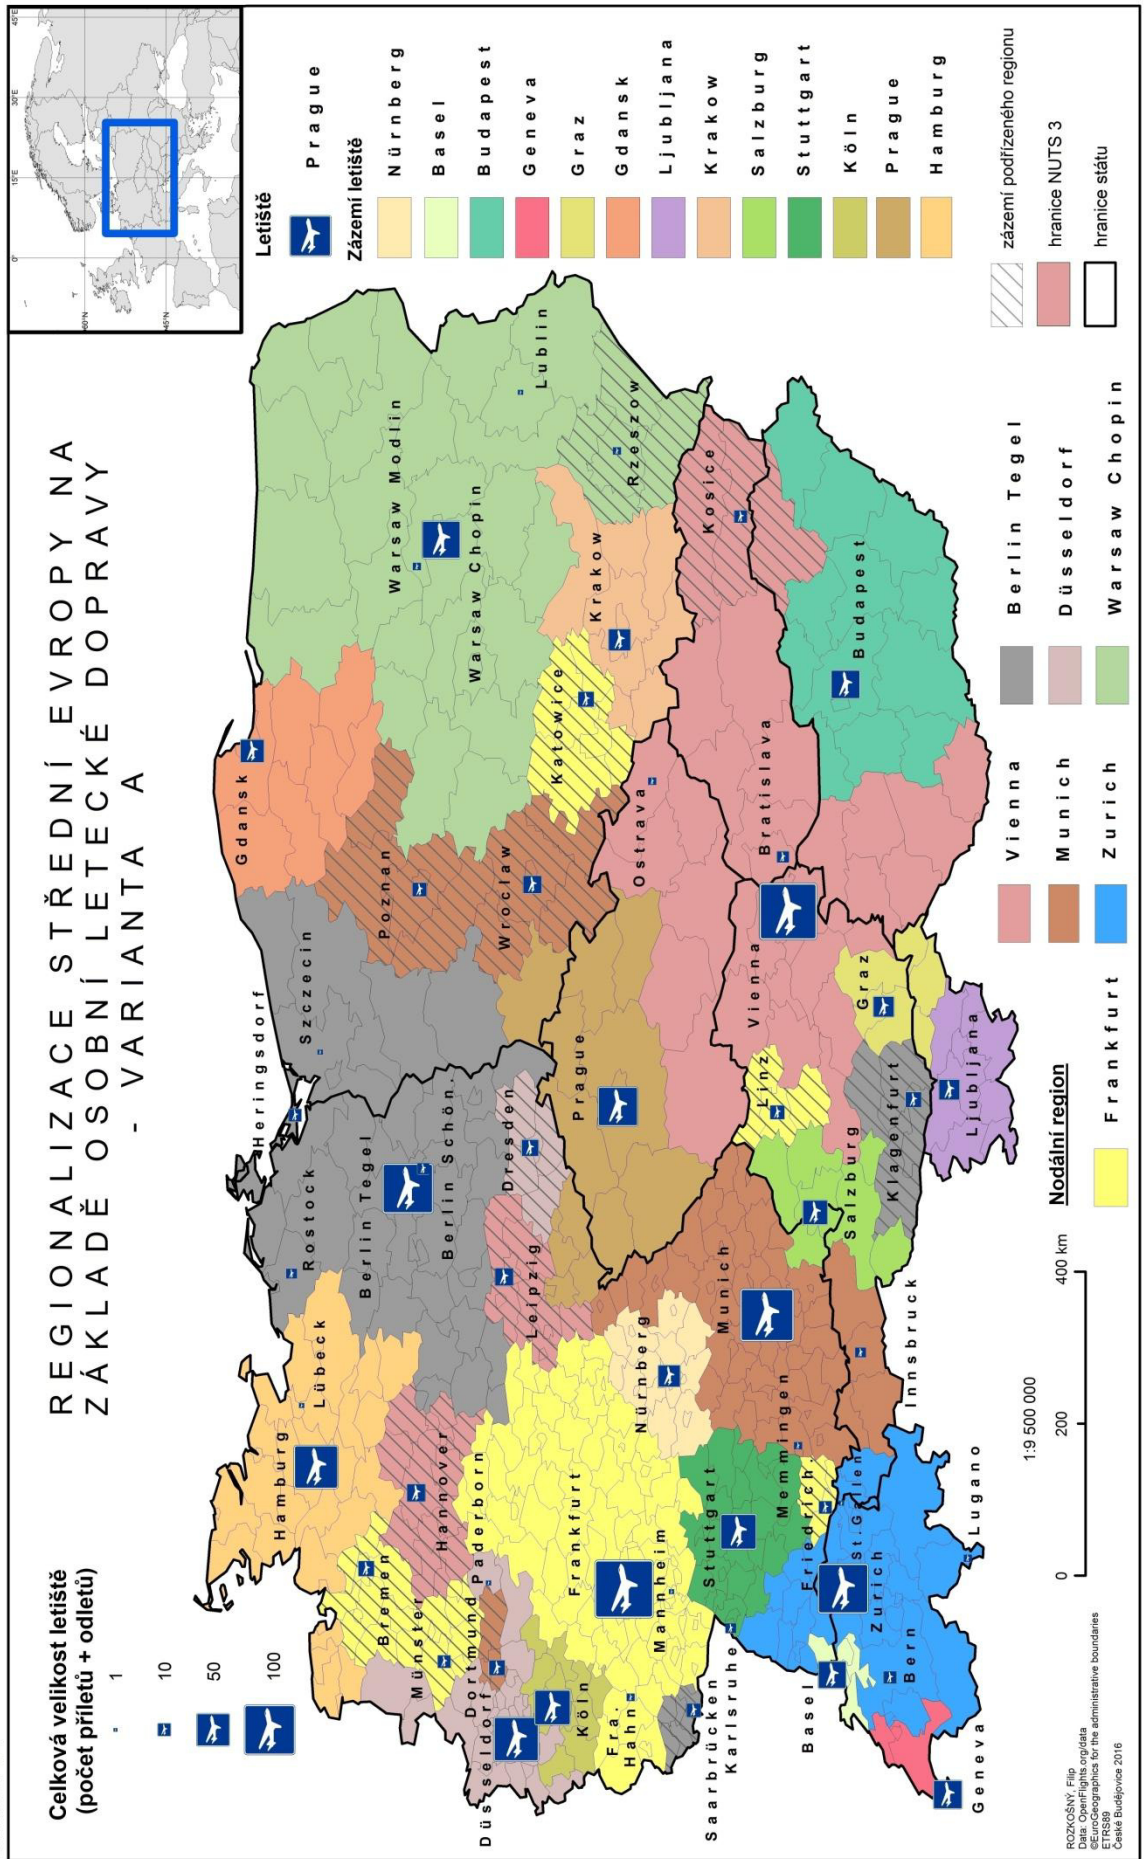 REGIONALIZACE STŘEDNÍ EVROPY NA
ZÁKLADĚ OSOBNÍ LETECKÉ DOPRAVY
- VARIANTA A
Celková velikost letiště
(počet příletů + odletů)
1
10
50
100
60°N
45°N
0°
15°E
30°E
45°E
Heringsdorf
Gdansk
Rostock
Szczecin
Lübeck
Hamburg
Berlin Tegel
Berlin Schön.
Poznan
Warsaw Modlin
Warsaw Chopin
Bremen
Hannover
Münster
Dortmund
Paderborn
Düsseldorf
Köln
Leipzig
Dresden
Wroclaw
Lublin
Katowice
Krakow
Rzeszow
Frankfurt
Fra.
Hahn
Mannheim
Saarbrücken
Karlsruhe
Nürnberg
Prague
Ostrava
Kosice
Stuttgart
Munich
Memmingen
Friedrich.
Linz
Vienna
Bratislava
Budapest
Salzburg
Graz
Klagenfurt
Ljubljana
Innsbruck
St.Gallen
Zurich
Basel
Bern
Geneva
Lugano
Letiště
Prague
Zázemí letiště
Nürnberg
Basel
Budapest
Geneva
Graz
Gdansk
Ljubljana
Krakow
Salzburg
Stuttgart
Köln
Prague
Hamburg
Nodální region
Frankfurt
Vienna
Munich
Zurich
Berlin Tegel
Düsseldorf
Warsaw Chopin
zázemí podřízeného regionu
hranice NUTS 3
hranice státu
1:9 500 000
0
200
400 km
ROZKOŠNÝ, Filip
Data: OpenFlights.org/data
©EuroGeographics for the administrative boundaries
ETRS89
České Budějovice 2016